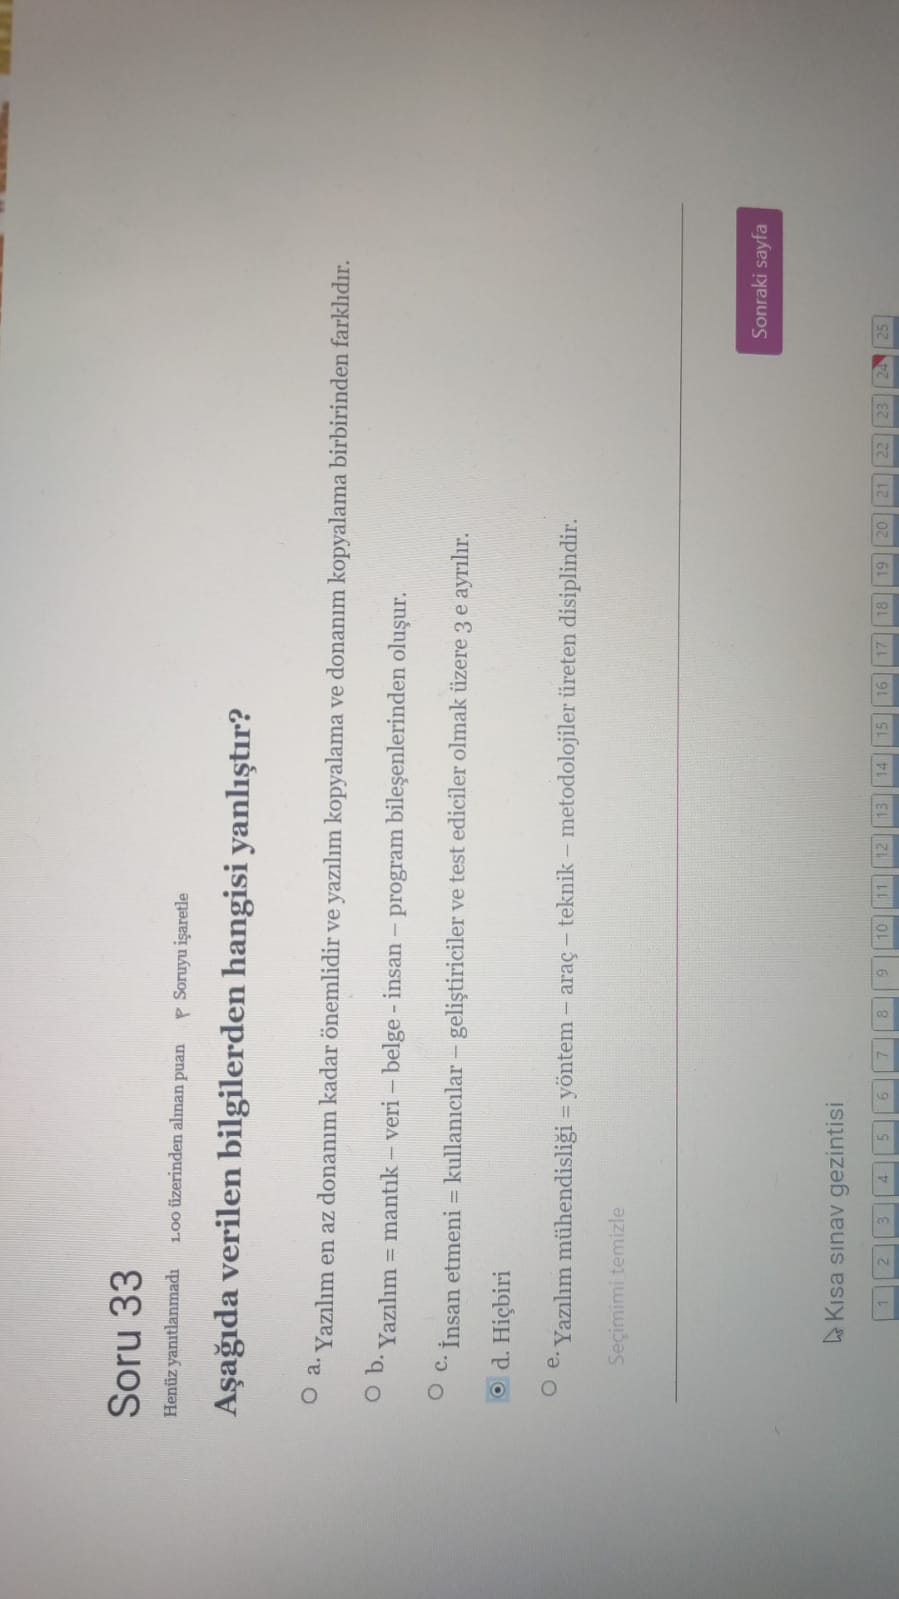 Soru 33
Henüz yanıtlanmadı 1.00 üzerinden alınan puan Soruyu işaretle
Aşağıda verilen bilgilerden hangisi yanlıştır?
a. Yazılım en az donanım kadar önemlidir ve yazılım kopyalama ve donanım kopyalama birbirinden farklıdır.
b. Yazılım = mantık – veri – belge - insan – program bileşenlerinden oluşur.
c. İnsan etmeni = kullanıcılar – geliştiriciler ve test ediciler olmak üzere 3 e ayrılır.
d. Hiçbiri
e. Yazılım mühendisliği = yöntem – araç – teknik – metodolojiler üreten disiplindir.
Seçimimi temizle
Sonraki sayfa
Kısa sınav gezintisi
1 2 3 4 5 6 7 8 9 10 11 12 13 14 15 16 17 18 19 20 21 22 23 24 25